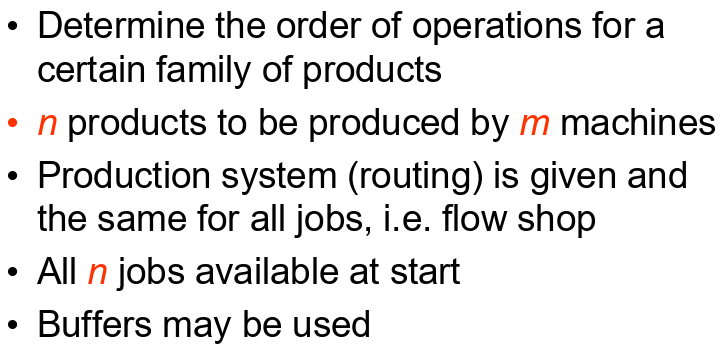 • Determine the order of operations for a
certain family of products
• n products to be produced by m machines
• Production system (routing) is given and
the same for all jobs, i.e. flow shop
• All n jobs available at start
• Buffers may be used